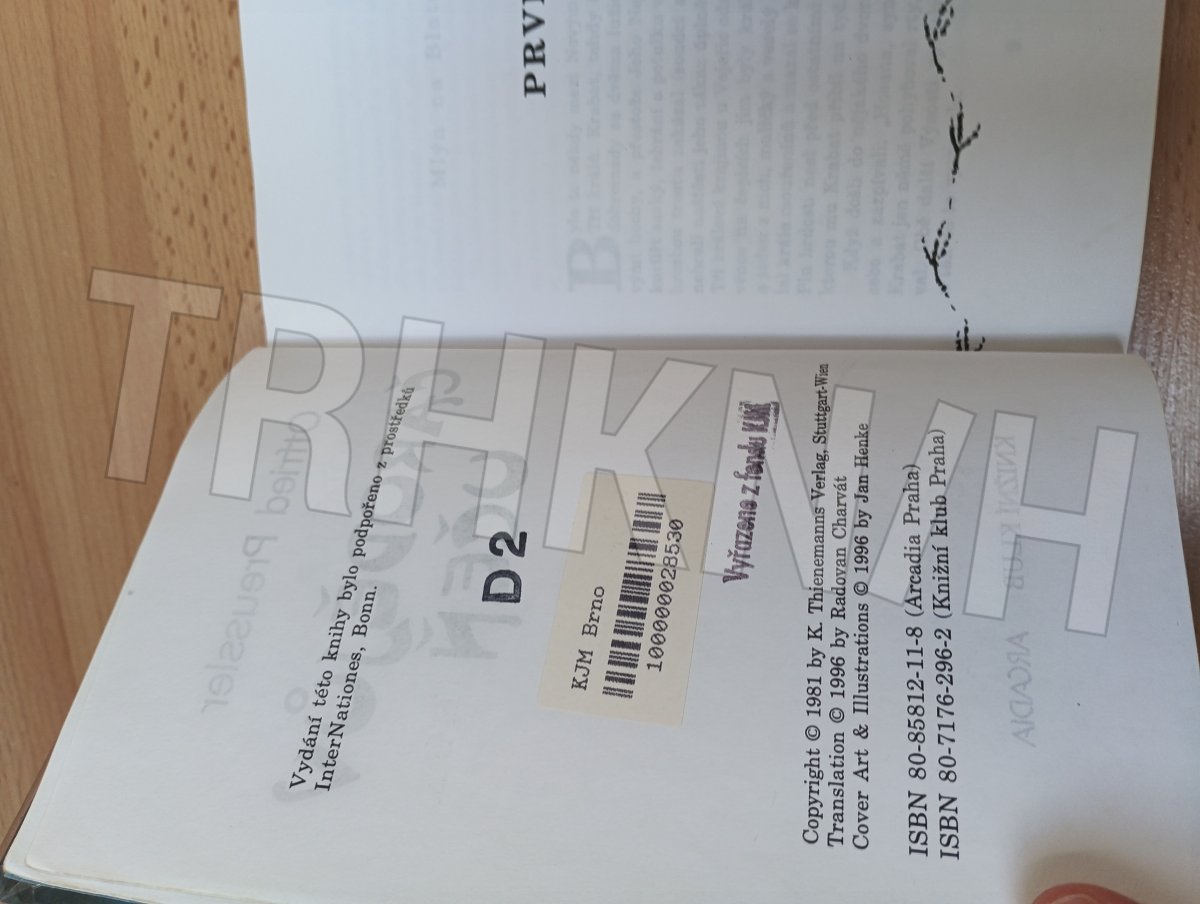 Vydání této knihy bylo podpořeno z prostředků
InterNationes, Bonn.
D2
KJM Brno
1000000028530
Vyřazeno z fondu KJM
Copyright © 1981 by K. Thienemanns Verlag, Stuttgart-Wien
Translation © 1996 by Radovan Charvát
Cover Art & Illustrations © 1996 by Jan Henke
ISBN 80-85812-11-8 (Arcadia Praha)
ISBN 80-7176-296-2 (Knižní klub Praha)
PRV
TRHKNIH